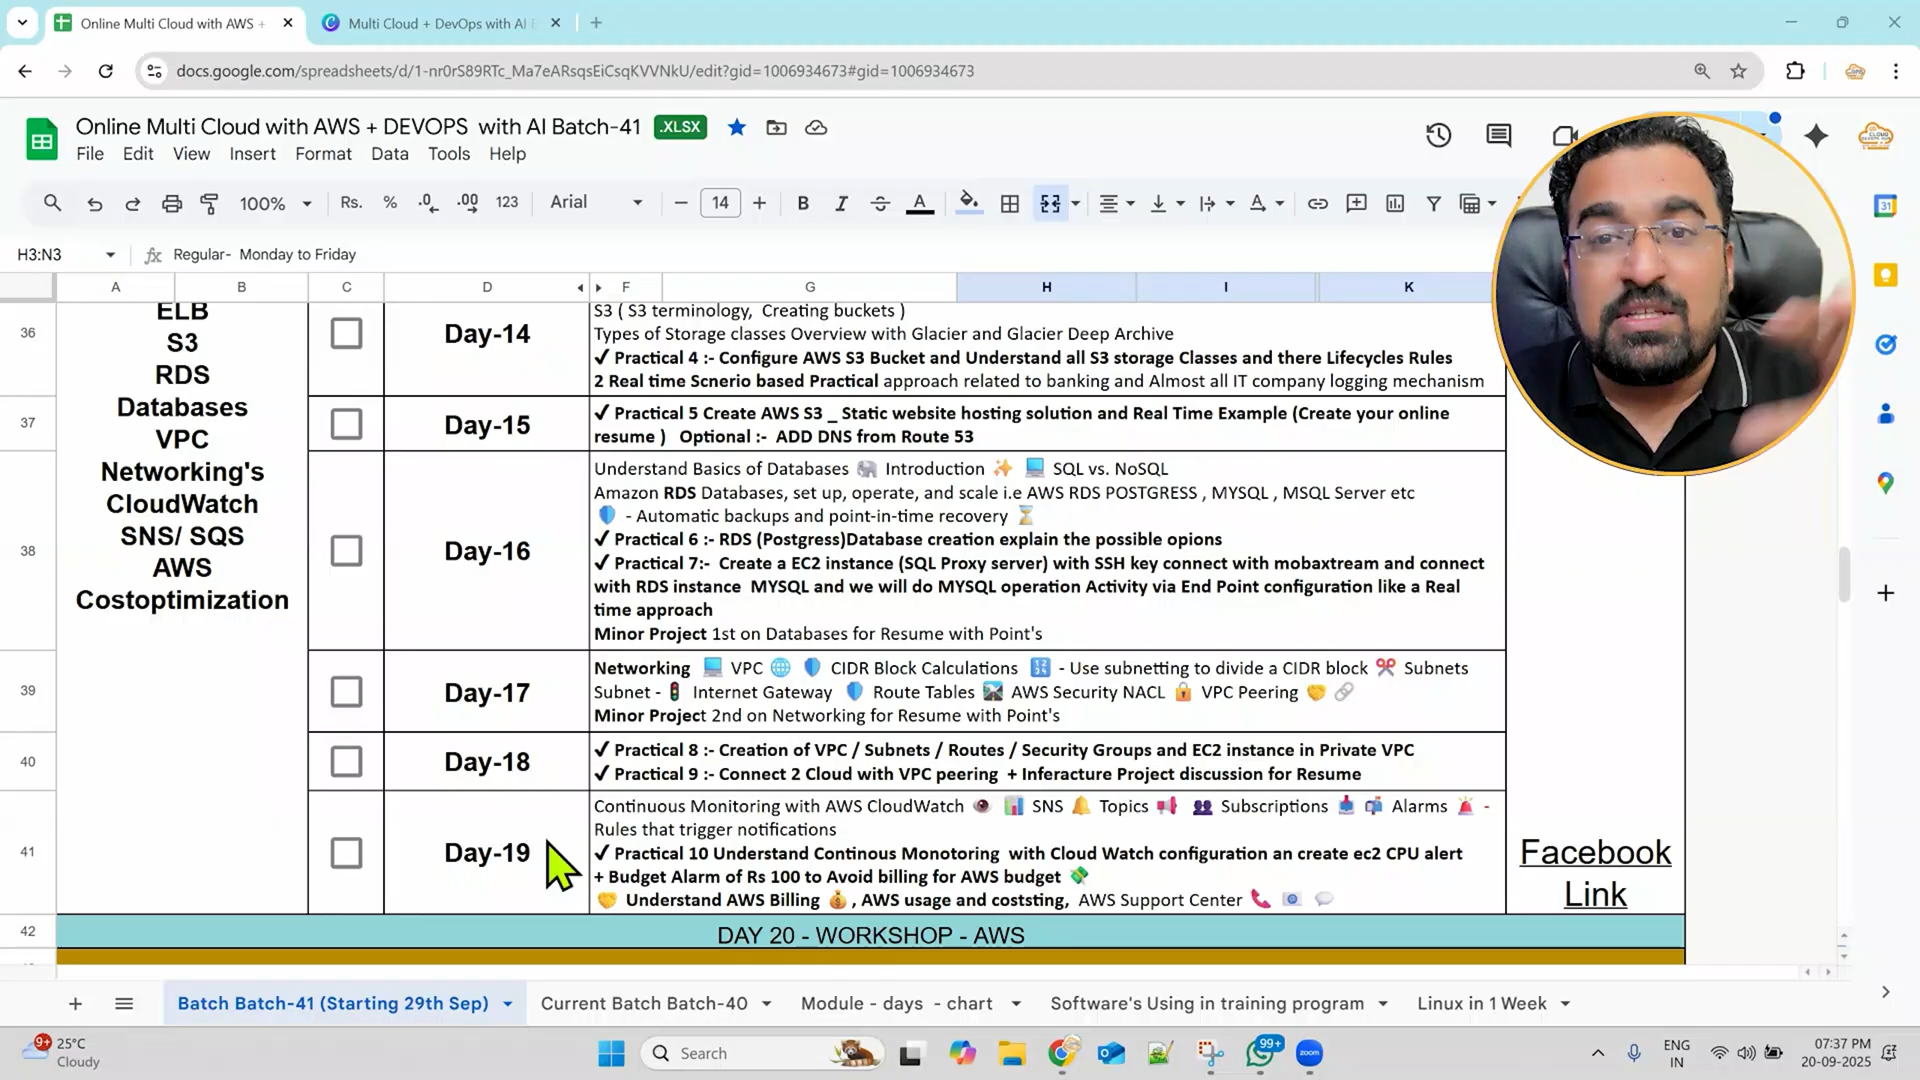 Online Multi Cloud with AWS +
Multi Cloud + DevOps with AI
docs.google.com/spreadsheets/d/1-nr0rS89RTc_Ma7eARsqsEiCsqKVVNkU/edit?gid=1006934673#gid=1006934673
Online Multi Cloud with AWS + DEVOPS with AI Batch-41 .XLSX
File Edit View Insert Format Data Tools Help
100% Rs. % .0 .00 123 Arial 14 B I A
H3:N3 fx Regular- Monday to Friday
A B C D F G H I K
ELB
S3
RDS
Databases
VPC
Networking's
CloudWatch
SNS/ SQS
AWS
Costoptimization
36 Day-14
S3 ( S3 terminology, Creating buckets )
Types of Storage classes Overview with Glacier and Glacier Deep Archive
✓ Practical 4 :- Configure AWS S3 Bucket and Understand all S3 storage Classes and there Lifecycles Rules
2 Real time Scnerio based Practical approach related to banking and Almost all IT company logging mechanism
37 Day-15
✓ Practical 5 Create AWS S3 _ Static website hosting solution and Real Time Example (Create your online
resume ) Optional :- ADD DNS from Route 53
38 Day-16
Understand Basics of Databases 🐘 Introduction ✨ 💻 SQL vs. NoSQL
Amazon RDS Databases, set up, operate, and scale i.e AWS RDS POSTGRESS , MYSQL , MSQL Server etc
🛡️ - Automatic backups and point-in-time recovery ⏳
✓ Practical 6 :- RDS (Postgress)Database creation explain the possible opions
✓ Practical 7:- Create a EC2 instance (SQL Proxy server) with SSH key connect with mobaxtream and connect
with RDS instance MYSQL and we will do MYSQL operation Activity via End Point configuration like a Real
time approach
Minor Project 1st on Databases for Resume with Point's
39 Day-17
Networking 💻 VPC 🌐 🛡️ CIDR Block Calculations 🔢 - Use subnetting to divide a CIDR block ✂️ Subnets
Subnet - 🚦 Internet Gateway 🛡️ Route Tables 🛣️ AWS Security NACL 🔒 VPC Peering 🤝 🔗
Minor Project 2nd on Networking for Resume with Point's
40 Day-18
✓ Practical 8 :- Creation of VPC / Subnets / Routes / Security Groups and EC2 instance in Private VPC
✓ Practical 9 :- Connect 2 Cloud with VPC peering + Inferacture Project discussion for Resume
41 Day-19
Continuous Monitoring with AWS CloudWatch 👁️ 📊 SNS 🔔 Topics 📢 👥 Subscriptions 📥 📬 Alarms 🚨 -
Rules that trigger notifications
✓ Practical 10 Understand Continous Monotoring with Cloud Watch configuration an create ec2 CPU alert
+ Budget Alarm of Rs 100 to Avoid billing for AWS budget 💸
🤝 Understand AWS Billing 💰 , AWS usage and coststing, AWS Support Center 📞 📧 💬
Facebook
Link
42 DAY 20 - WORKSHOP - AWS
Batch Batch-41 (Starting 29th Sep) Current Batch Batch-40 Module - days - chart Software's Using in training program Linux in 1 Week
9+ 25°C
Cloudy
Search
99+
zoom
ENG
IN
07:37 PM
20-09-2025